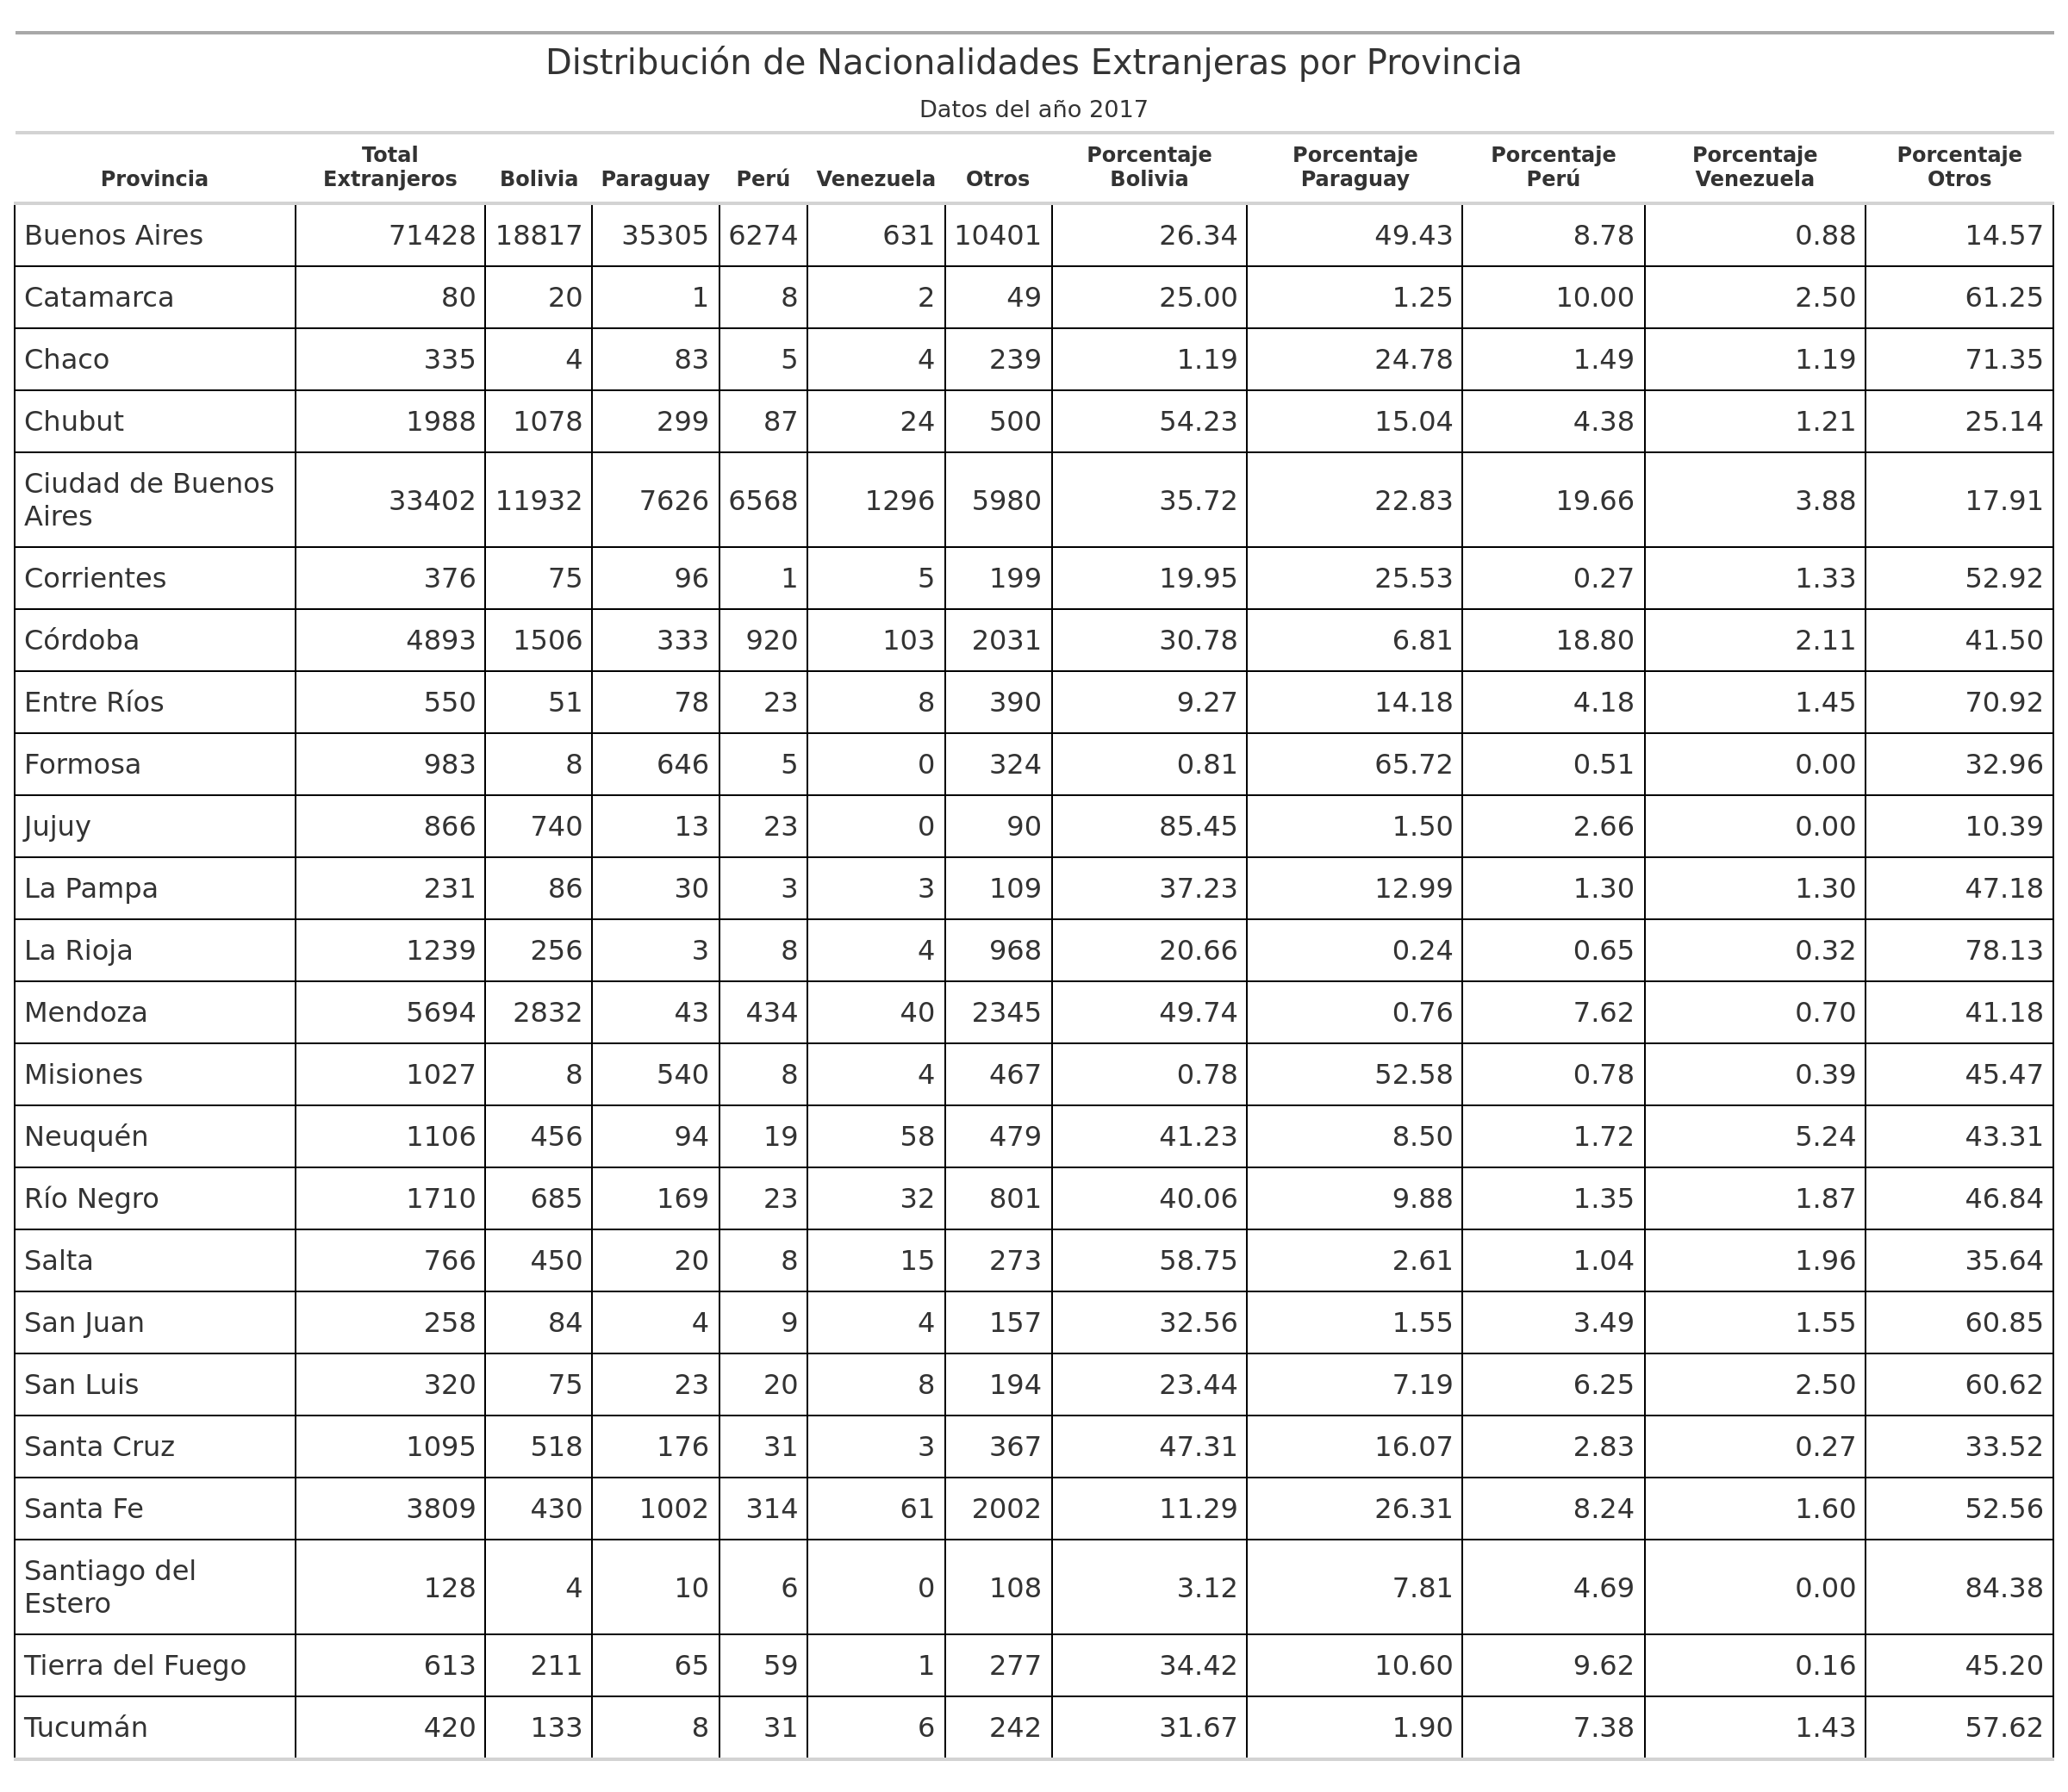 Distribución de Nacionalidades Extranjeras por Provincia
Datos del año 2017
Provincia Total Extranjeros Bolivia Paraguay Perú Venezuela Otros Porcentaje Bolivia Porcentaje Paraguay Porcentaje Perú Porcentaje Venezuela Porcentaje Otros
Buenos Aires 71428 18817 35305 6274 631 10401 26.34 49.43 8.78 0.88 14.57
Catamarca 80 20 1 8 2 49 25.00 1.25 10.00 2.50 61.25
Chaco 335 4 83 5 4 239 1.19 24.78 1.49 1.19 71.35
Chubut 1988 1078 299 87 24 500 54.23 15.04 4.38 1.21 25.14
Ciudad de Buenos Aires 33402 11932 7626 6568 1296 5980 35.72 22.83 19.66 3.88 17.91
Corrientes 376 75 96 1 5 199 19.95 25.53 0.27 1.33 52.92
Córdoba 4893 1506 333 920 103 2031 30.78 6.81 18.80 2.11 41.50
Entre Ríos 550 51 78 23 8 390 9.27 14.18 4.18 1.45 70.92
Formosa 983 8 646 5 0 324 0.81 65.72 0.51 0.00 32.96
Jujuy 866 740 13 23 0 90 85.45 1.50 2.66 0.00 10.39
La Pampa 231 86 30 3 3 109 37.23 12.99 1.30 1.30 47.18
La Rioja 1239 256 3 8 4 968 20.66 0.24 0.65 0.32 78.13
Mendoza 5694 2832 43 434 40 2345 49.74 0.76 7.62 0.70 41.18
Misiones 1027 8 540 8 4 467 0.78 52.58 0.78 0.39 45.47
Neuquén 1106 456 94 19 58 479 41.23 8.50 1.72 5.24 43.31
Río Negro 1710 685 169 23 32 801 40.06 9.88 1.35 1.87 46.84
Salta 766 450 20 8 15 273 58.75 2.61 1.04 1.96 35.64
San Juan 258 84 4 9 4 157 32.56 1.55 3.49 1.55 60.85
San Luis 320 75 23 20 8 194 23.44 7.19 6.25 2.50 60.62
Santa Cruz 1095 518 176 31 3 367 47.31 16.07 2.83 0.27 33.52
Santa Fe 3809 430 1002 314 61 2002 11.29 26.31 8.24 1.60 52.56
Santiago del Estero 128 4 10 6 0 108 3.12 7.81 4.69 0.00 84.38
Tierra del Fuego 613 211 65 59 1 277 34.42 10.60 9.62 0.16 45.20
Tucumán 420 133 8 31 6 242 31.67 1.90 7.38 1.43 57.62